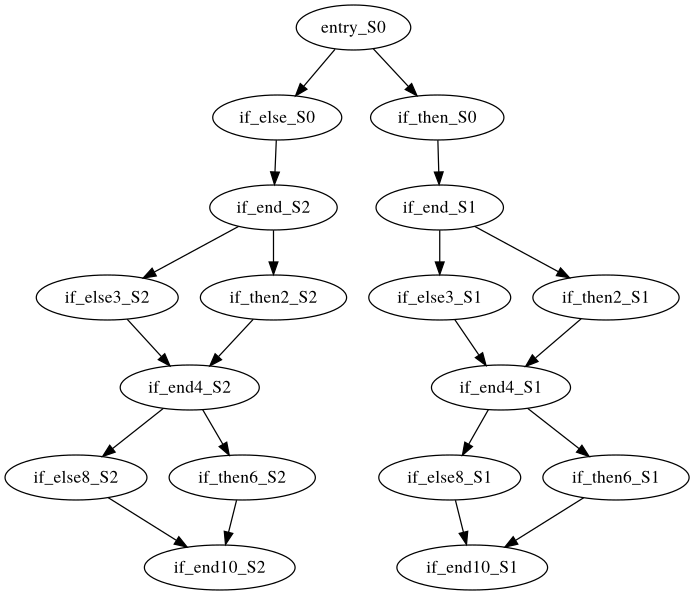 entry_S0
if_else_S0
if_then_S0
if_end_S2
if_end_S1
if_else3_S2
if_then2_S2
if_else3_S1
if_then2_S1
if_end4_S2
if_end4_S1
if_else8_S2
if_then6_S2
if_else8_S1
if_then6_S1
if_end10_S2
if_end10_S1